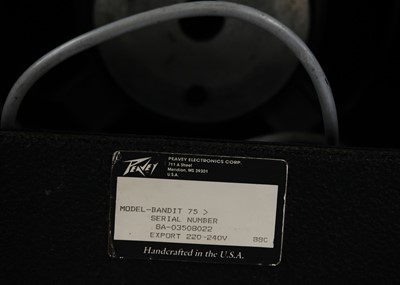 PEAVEY
PEAVEY ELECTRONICS CORP.
711 A Street
Meridian, MS 39301
U.S.A.
MODEL-BANDIT 75 >
SERIAL NUMBER
BA-03508022
EXPORT 220-240V BBC
Handcrafted in the U.S.A.